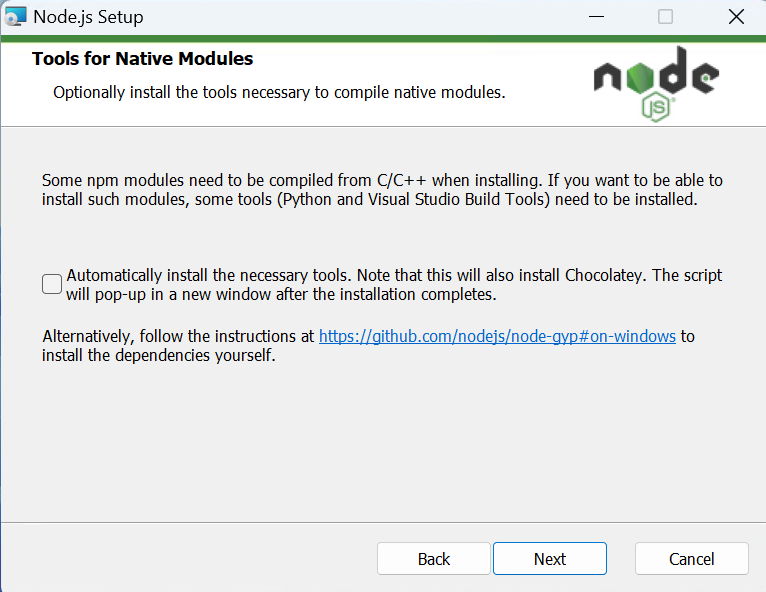 Node.js Setup
Tools for Native Modules
Optionally install the tools necessary to compile native modules.
node
JS
Some npm modules need to be compiled from C/C++ when installing. If you want to be able to
install such modules, some tools (Python and Visual Studio Build Tools) need to be installed.
Automatically install the necessary tools. Note that this will also install Chocolatey. The script
will pop-up in a new window after the installation completes.
Alternatively, follow the instructions at https://github.com/nodejs/node-gyp#on-windows to
install the dependencies yourself.
Back Next Cancel